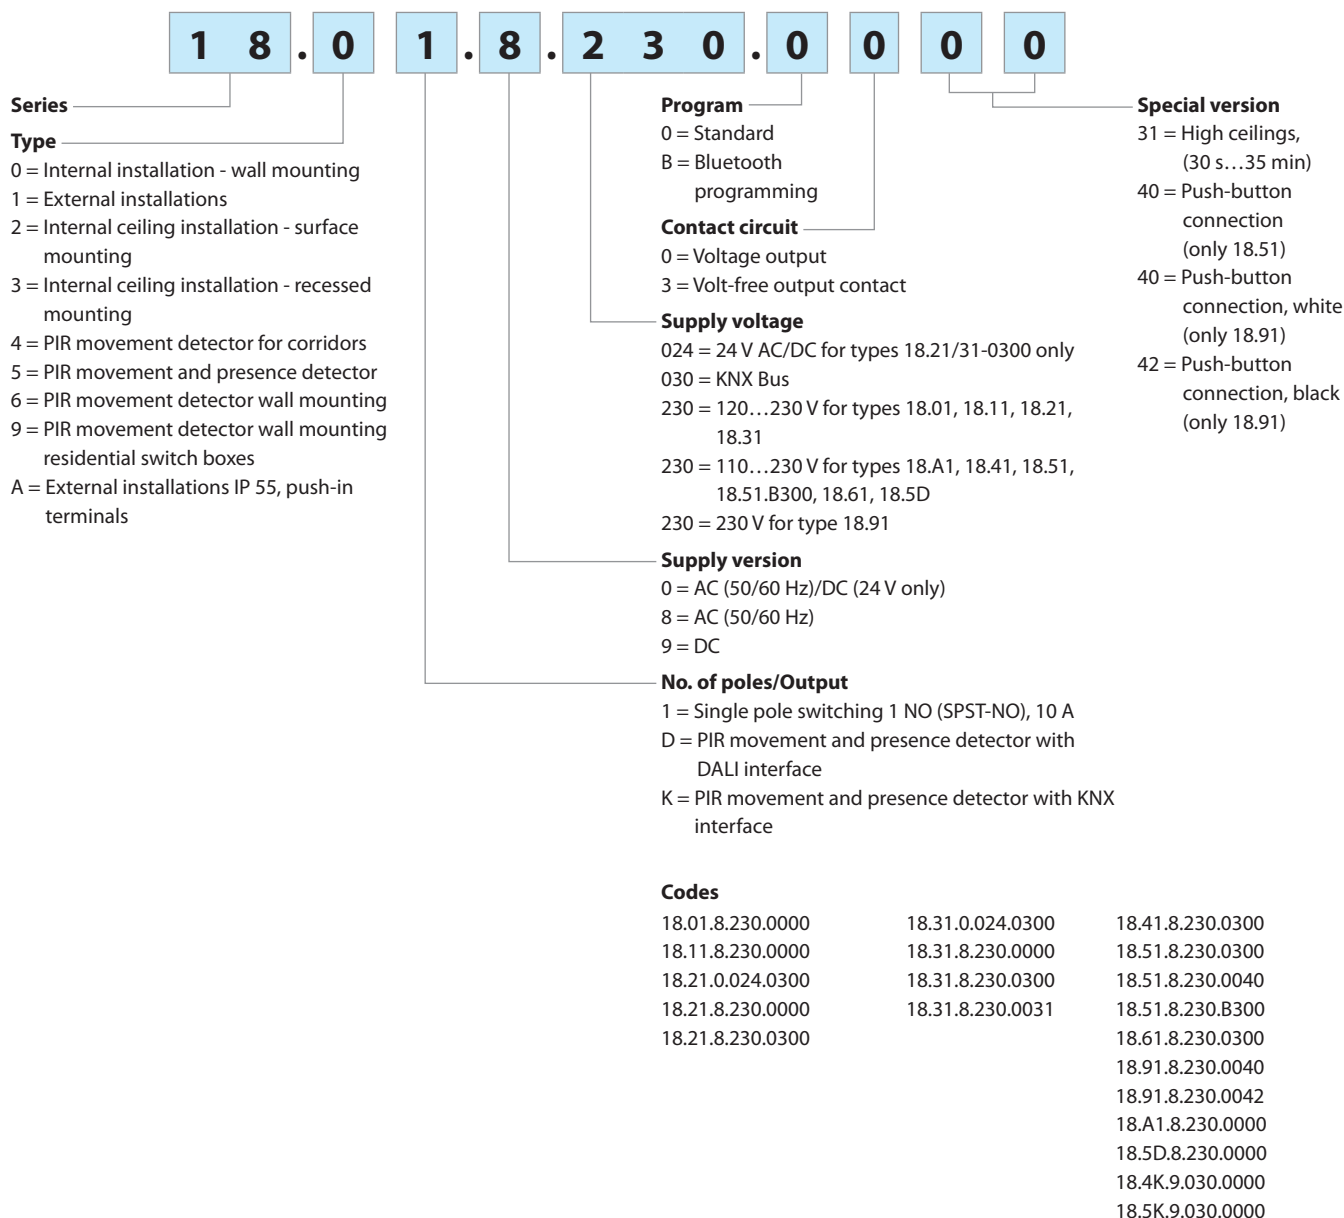 18.01.8.230.0000
Series
Type
0 = Internal installation - wall mounting
1 = External installations
2 = Internal ceiling installation - surface
mounting
3 = Internal ceiling installation - recessed
mounting
4 = PIR movement detector for corridors
5 = PIR movement and presence detector
6 = PIR movement detector wall mounting
9 = PIR movement detector wall mounting
residential switch boxes
A = External installations IP 55, push-in
terminals
Program
0 = Standard
B = Bluetooth
programming
Contact circuit
0 = Voltage output
3 = Volt-free output contact
Supply voltage
024 = 24 V AC/DC for types 18.21/31-0300 only
030 = KNX Bus
230 = 120…230 V for types 18.01, 18.11, 18.21,
18.31
230 = 110…230 V for types 18.A1, 18.41, 18.51,
18.51.B300, 18.61, 18.5D
230 = 230 V for type 18.91
Supply version
0 = AC (50/60 Hz)/DC (24 V only)
8 = AC (50/60 Hz)
9 = DC
No. of poles/Output
1 = Single pole switching 1 NO (SPST-NO), 10 A
D = PIR movement and presence detector with
DALI interface
K = PIR movement and presence detector with KNX
interface
Special version
31 = High ceilings,
(30 s…35 min)
40 = Push-button
connection
(only 18.51)
40 = Push-button
connection, white
(only 18.91)
42 = Push-button
connection, black
(only 18.91)
Codes
18.01.8.230.0000
18.11.8.230.0000
18.21.0.024.0300
18.21.8.230.0000
18.21.8.230.0300
18.31.0.024.0300
18.31.8.230.0000
18.31.8.230.0300
18.31.8.230.0031
18.41.8.230.0300
18.51.8.230.0300
18.51.8.230.0040
18.51.8.230.B300
18.61.8.230.0300
18.91.8.230.0040
18.91.8.230.0042
18.A1.8.230.0000
18.5D.8.230.0000
18.4K.9.030.0000
18.5K.9.030.0000